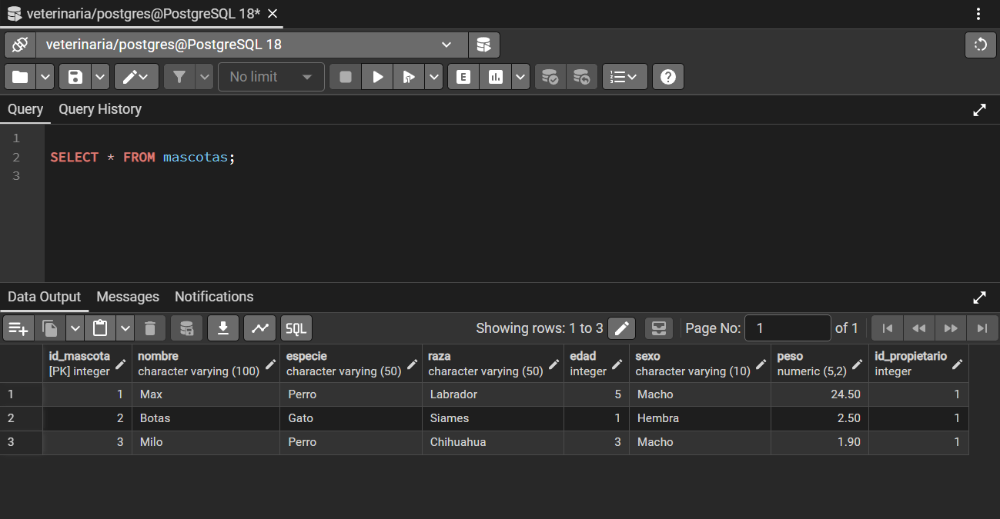 veterinaria/postgres@PostgreSQL 18*
veterinaria/postgres@PostgreSQL 18
No limit
E
Query Query History
1
2 SELECT * FROM mascotas;
3
Data Output Messages Notifications
SQL Showing rows: 1 to 3 Page No: 1 of 1
id_mascota nombre especie raza edad sexo peso id_propietario
[PK] integer character varying (100) character varying (50) character varying (50) integer character varying (10) numeric (5,2) integer
1 1 Max Perro Labrador 5 Macho 24.50 1
2 2 Botas Gato Siames 1 Hembra 2.50 1
3 3 Milo Perro Chihuahua 3 Macho 1.90 1